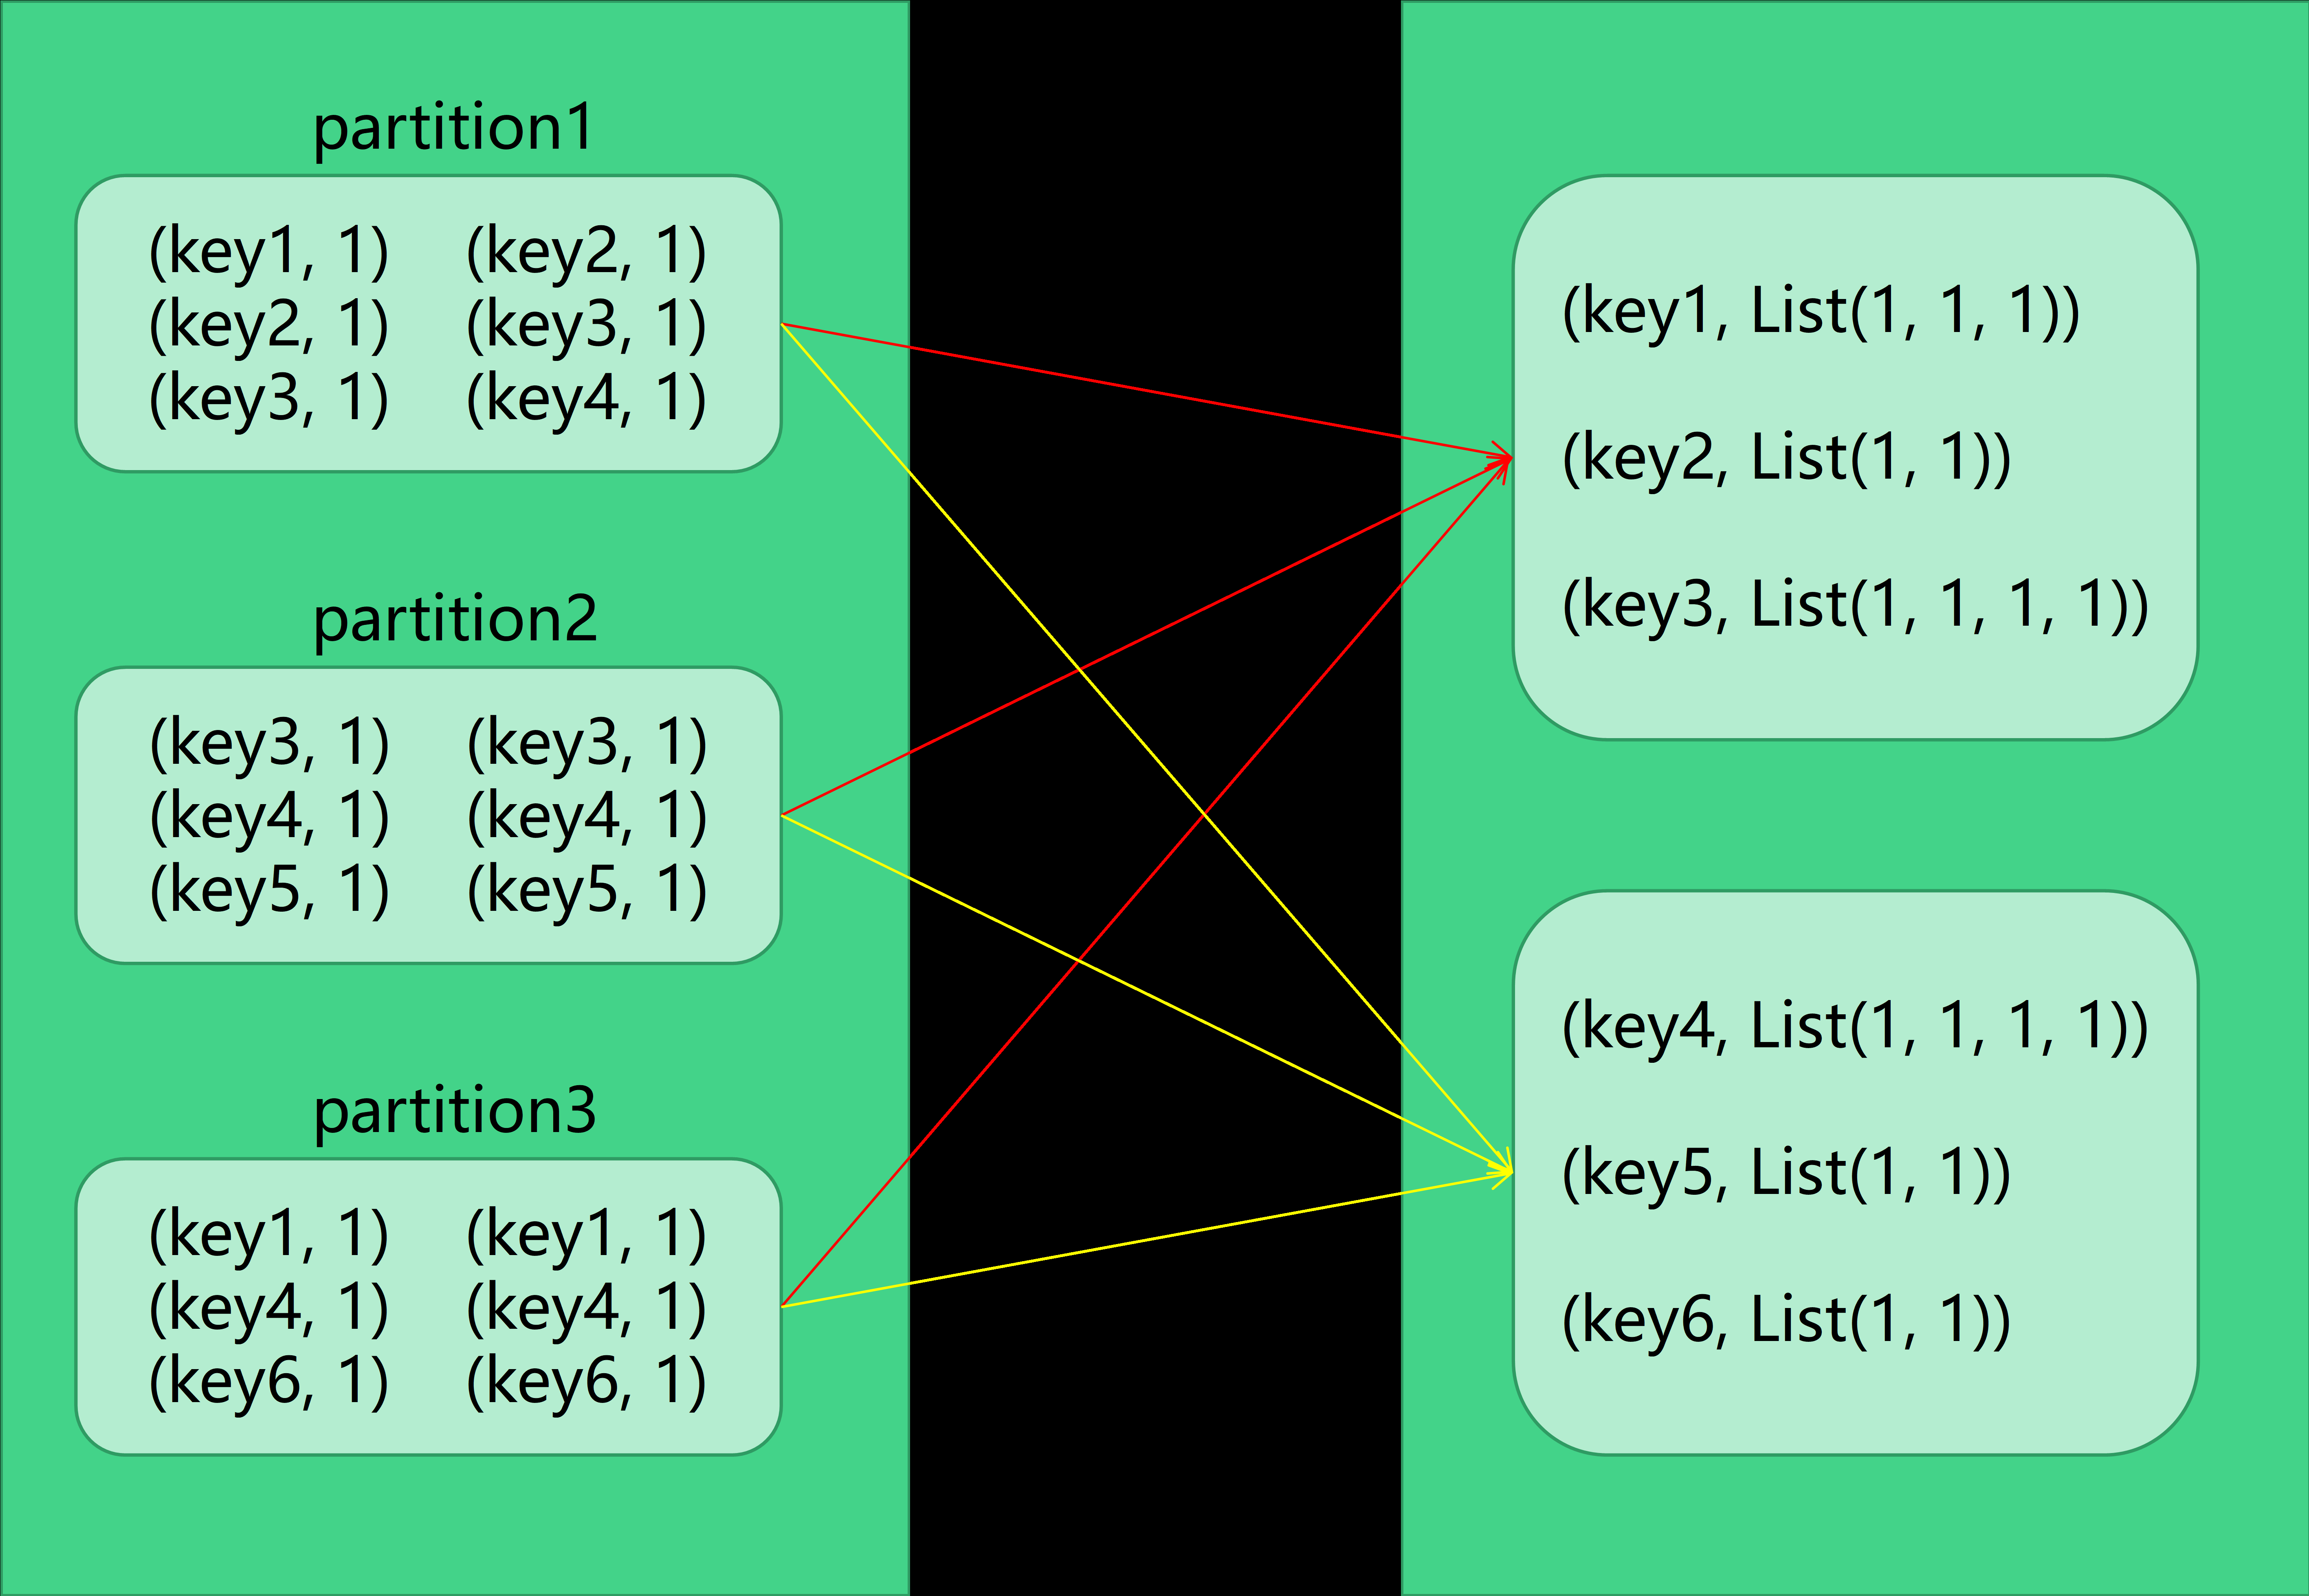 partition1
(key1, 1) (key2, 1)
(key2, 1) (key3, 1)
(key3, 1) (key4, 1)
partition2
(key3, 1) (key3, 1)
(key4, 1) (key4, 1)
(key5, 1) (key5, 1)
partition3
(key1, 1) (key1, 1)
(key4, 1) (key4, 1)
(key6, 1) (key6, 1)
(key1, List(1, 1, 1))
(key2, List(1, 1))
(key3, List(1, 1, 1, 1))
(key4, List(1, 1, 1, 1))
(key5, List(1, 1))
(key6, List(1, 1))